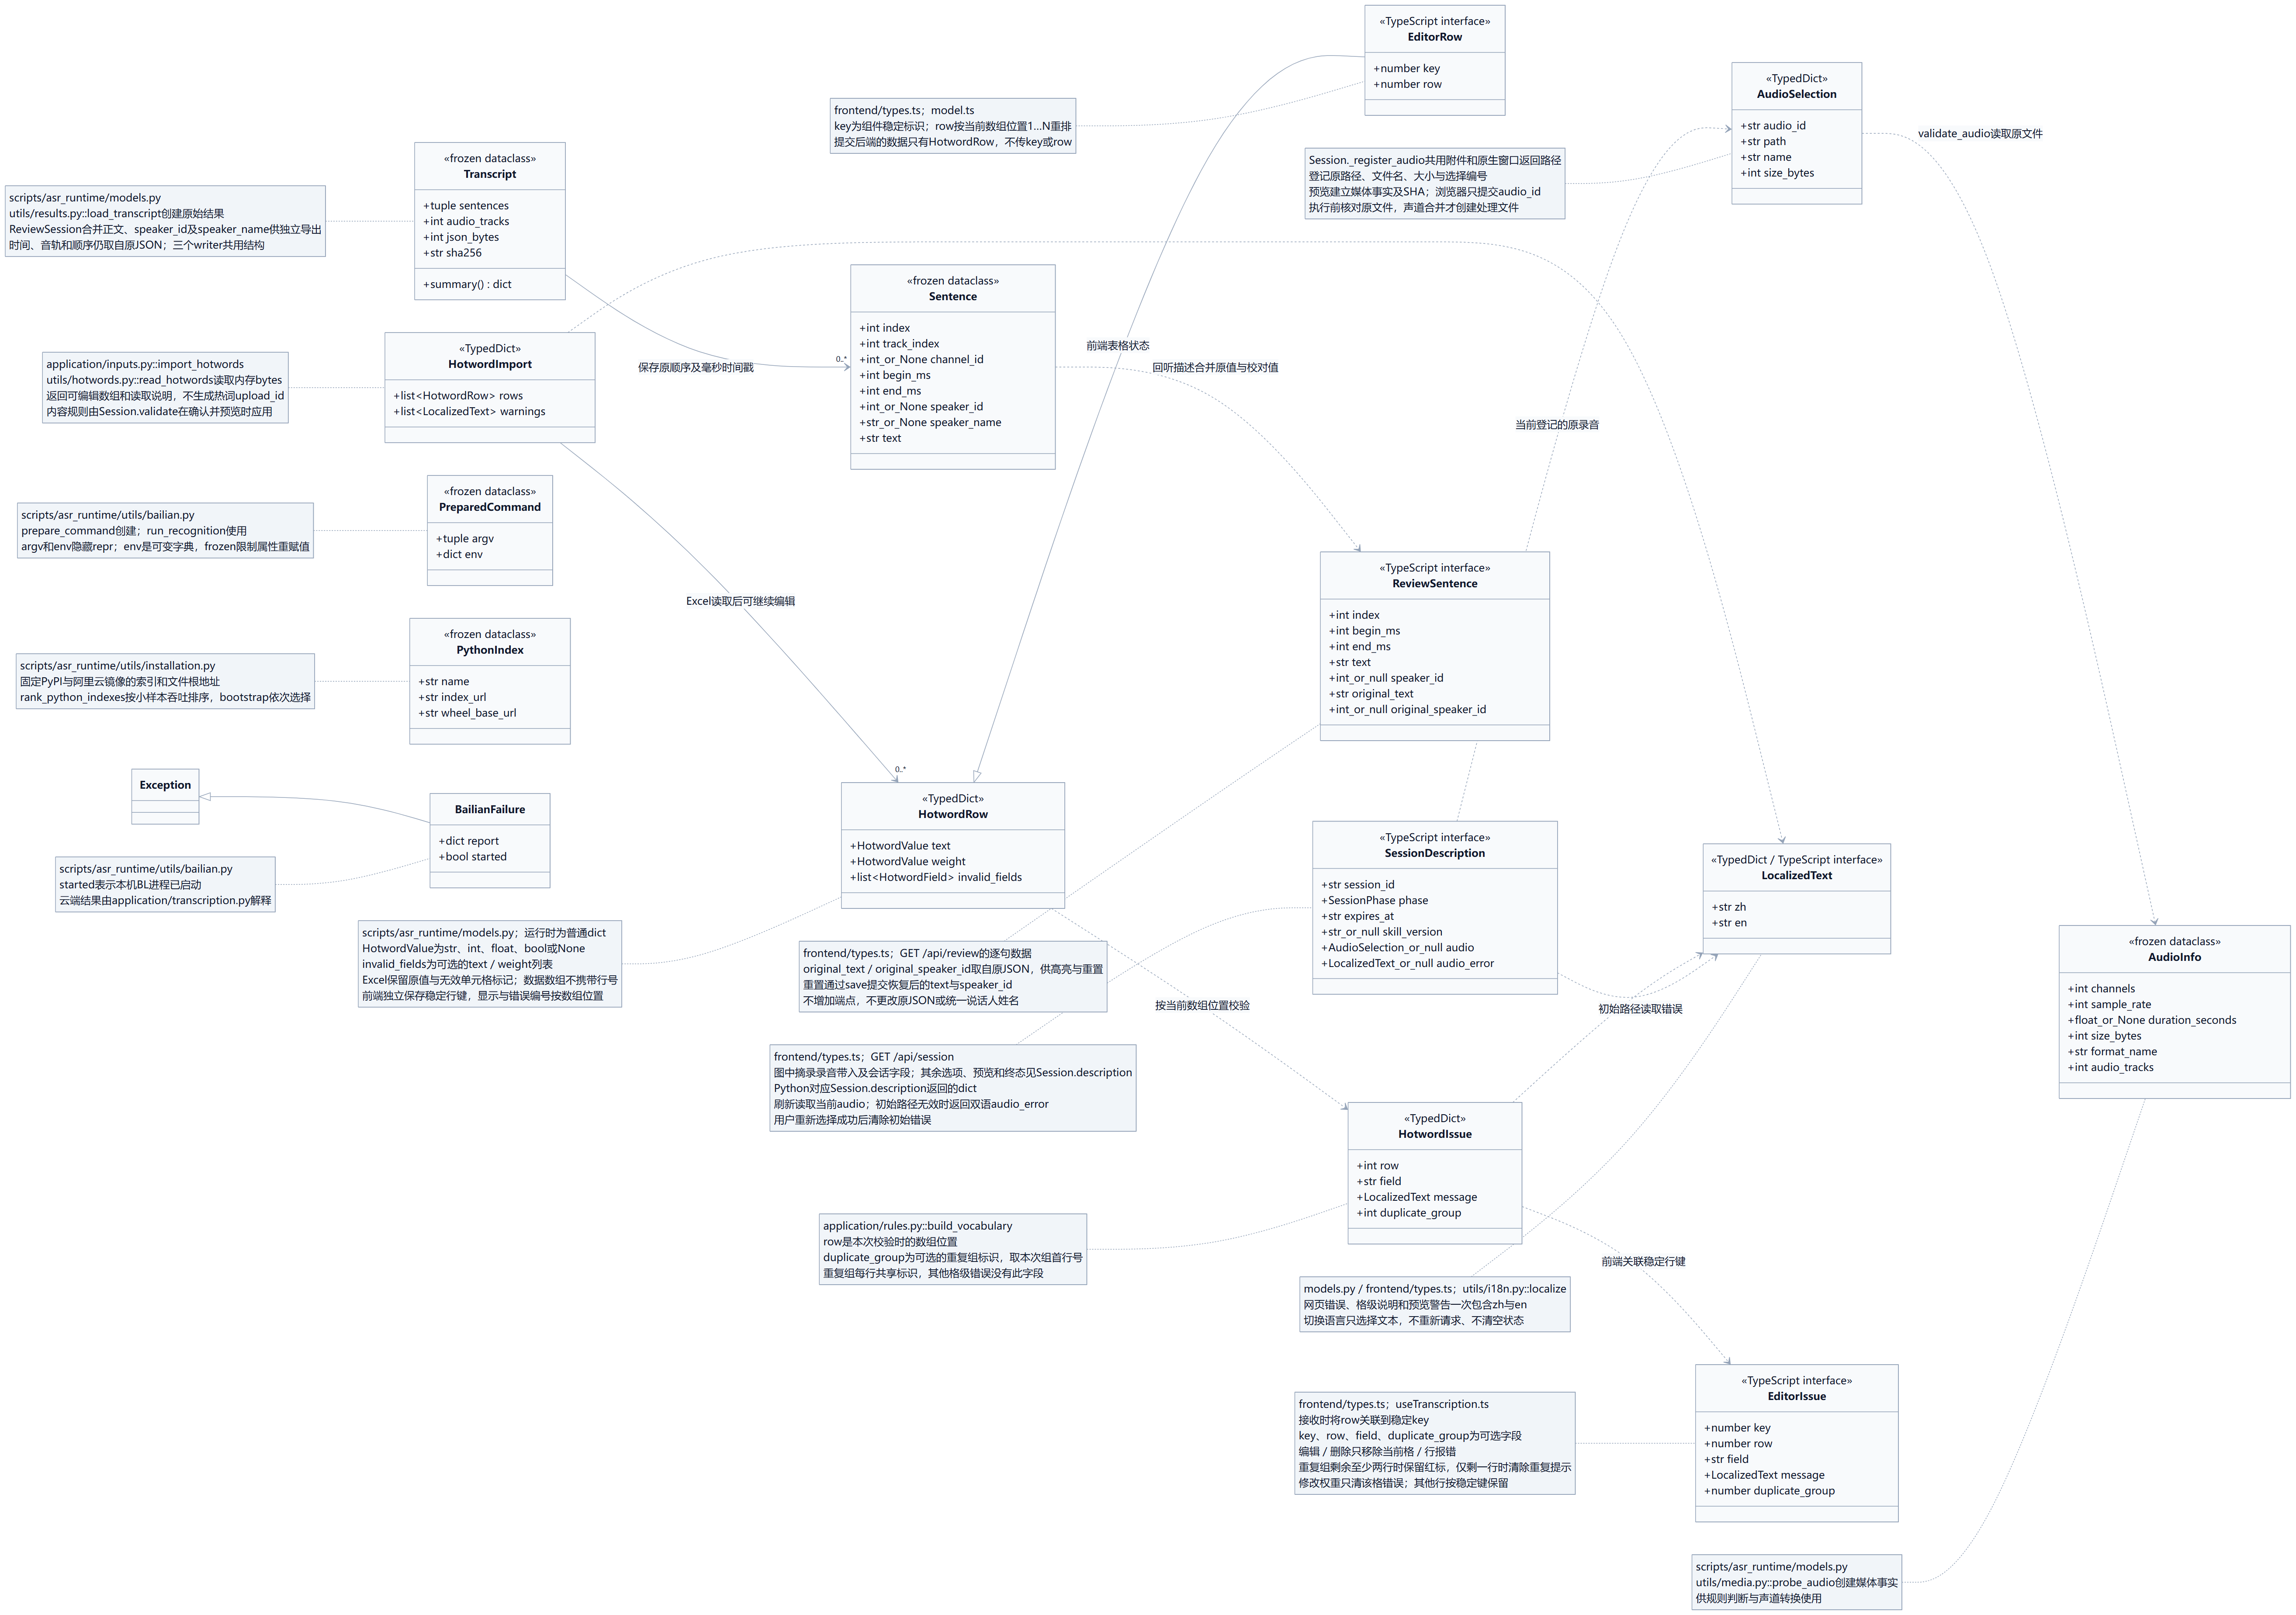 «TypeScript interface»
EditorRow
+number key
+number row
frontend/types.ts；model.ts
key为组件稳定标识；row按当前数组位置1...N重排
提交后端的数据只有HotwordRow，不传key或row
«TypedDict»
AudioSelection
+str audio_id
+str path
+str name
+int size_bytes
validate_audio读取原文件
Session._register_audio共用附件和原生窗口返回路径
登记原路径、文件名、大小与选择编号
预览建立媒体事实及SHA；浏览器只提交audio_id
执行前核对原文件，声道合并才创建处理文件
«frozen dataclass»
Transcript
+tuple sentences
+int audio_tracks
+int json_bytes
+str sha256
+summary() : dict
scripts/asr_runtime/models.py
utils/results.py::load_transcript创建原始结果
ReviewSession合并正文、speaker_id及speaker_name供独立导出
时间、音轨和顺序仍取自原JSON；三个writer共用结构
«frozen dataclass»
Sentence
+int index
+int track_index
+int_or_None channel_id
+int begin_ms
+int end_ms
+int_or_None speaker_id
+str_or_None speaker_name
+str text
保存原顺序及毫秒时间戳
0..*
前端表格状态
回听描述合并原值与校对值
当前登记的原录音
«TypedDict»
HotwordImport
+list<HotwordRow> rows
+list<LocalizedText> warnings
application/inputs.py::import_hotwords
utils/hotwords.py::read_hotwords读取内存bytes
返回可编辑数组和读取说明，不生成热词upload_id
内容规则由Session.validate在确认并预览时应用
«frozen dataclass»
PreparedCommand
+tuple argv
+dict env
scripts/asr_runtime/utils/bailian.py
prepare_command创建；run_recognition使用
argv和env隐藏repr；env是可变字典，frozen限制属性重赋值
Excel读取后可继续编辑
0..*
«TypeScript interface»
ReviewSentence
+int index
+int begin_ms
+int end_ms
+str text
+int_or_null speaker_id
+str original_text
+int_or_null original_speaker_id
«frozen dataclass»
PythonIndex
+str name
+str index_url
+str wheel_base_url
scripts/asr_runtime/utils/installation.py
固定PyPI与阿里云镜像的索引和文件根地址
rank_python_indexes按小样本吞吐排序，bootstrap依次选择
Exception
BailianFailure
+dict report
+bool started
scripts/asr_runtime/utils/bailian.py
started表示本机BL进程已启动
云端结果由application/transcription.py解释
«TypedDict»
HotwordRow
+HotwordValue text
+HotwordValue weight
+list<HotwordField> invalid_fields
scripts/asr_runtime/models.py；运行时为普通dict
HotwordValue为str、int、float、bool或None
invalid_fields为可选的text / weight列表
Excel保留原值与无效单元格标记；数据数组不携带行号
前端独立保存稳定行键，显示与错误编号按数组位置
«TypeScript interface»
SessionDescription
+str session_id
+SessionPhase phase
+str expires_at
+str_or_null skill_version
+AudioSelection_or_null audio
+LocalizedText_or_null audio_error
«TypedDict / TypeScript interface»
LocalizedText
+str zh
+str en
«frozen dataclass»
AudioInfo
+int channels
+int sample_rate
+float_or_None duration_seconds
+int size_bytes
+str format_name
+int audio_tracks
frontend/types.ts；GET /api/review的逐句数据
original_text / original_speaker_id取自原JSON，供高亮与重置
重置通过save提交恢复后的text与speaker_id
不增加端点，不更改原JSON或统一说话人姓名
按当前数组位置校验
初始路径读取错误
frontend/types.ts；GET /api/session
图中摘录录音带入及会话字段；其余选项、预览和终态见Session.description
Python对应Session.description返回的dict
刷新读取当前audio；初始路径无效时返回双语audio_error
用户重新选择成功后清除初始错误
«TypedDict»
HotwordIssue
+int row
+str field
+LocalizedText message
+int duplicate_group
application/rules.py::build_vocabulary
row是本次校验时的数组位置
duplicate_group为可选的重复组标识，取本次组首行号
重复组每行共享标识，其他格级错误没有此字段
前端关联稳定行键
models.py / frontend/types.ts；utils/i18n.py::localize
网页错误、格级说明和预览警告一次包含zh与en
切换语言只选择文本，不重新请求、不清空状态
«TypeScript interface»
EditorIssue
+number key
+number row
+str field
+LocalizedText message
+number duplicate_group
frontend/types.ts；useTranscription.ts
接收时将row关联到稳定key
key、row、field、duplicate_group为可选字段
编辑 / 删除只移除当前格 / 行报错
重复组剩余至少两行时保留红标，仅剩一行时清除重复提示
修改权重只清该格错误；其他行按稳定键保留
scripts/asr_runtime/models.py
utils/media.py::probe_audio创建媒体事实
供规则判断与声道转换使用